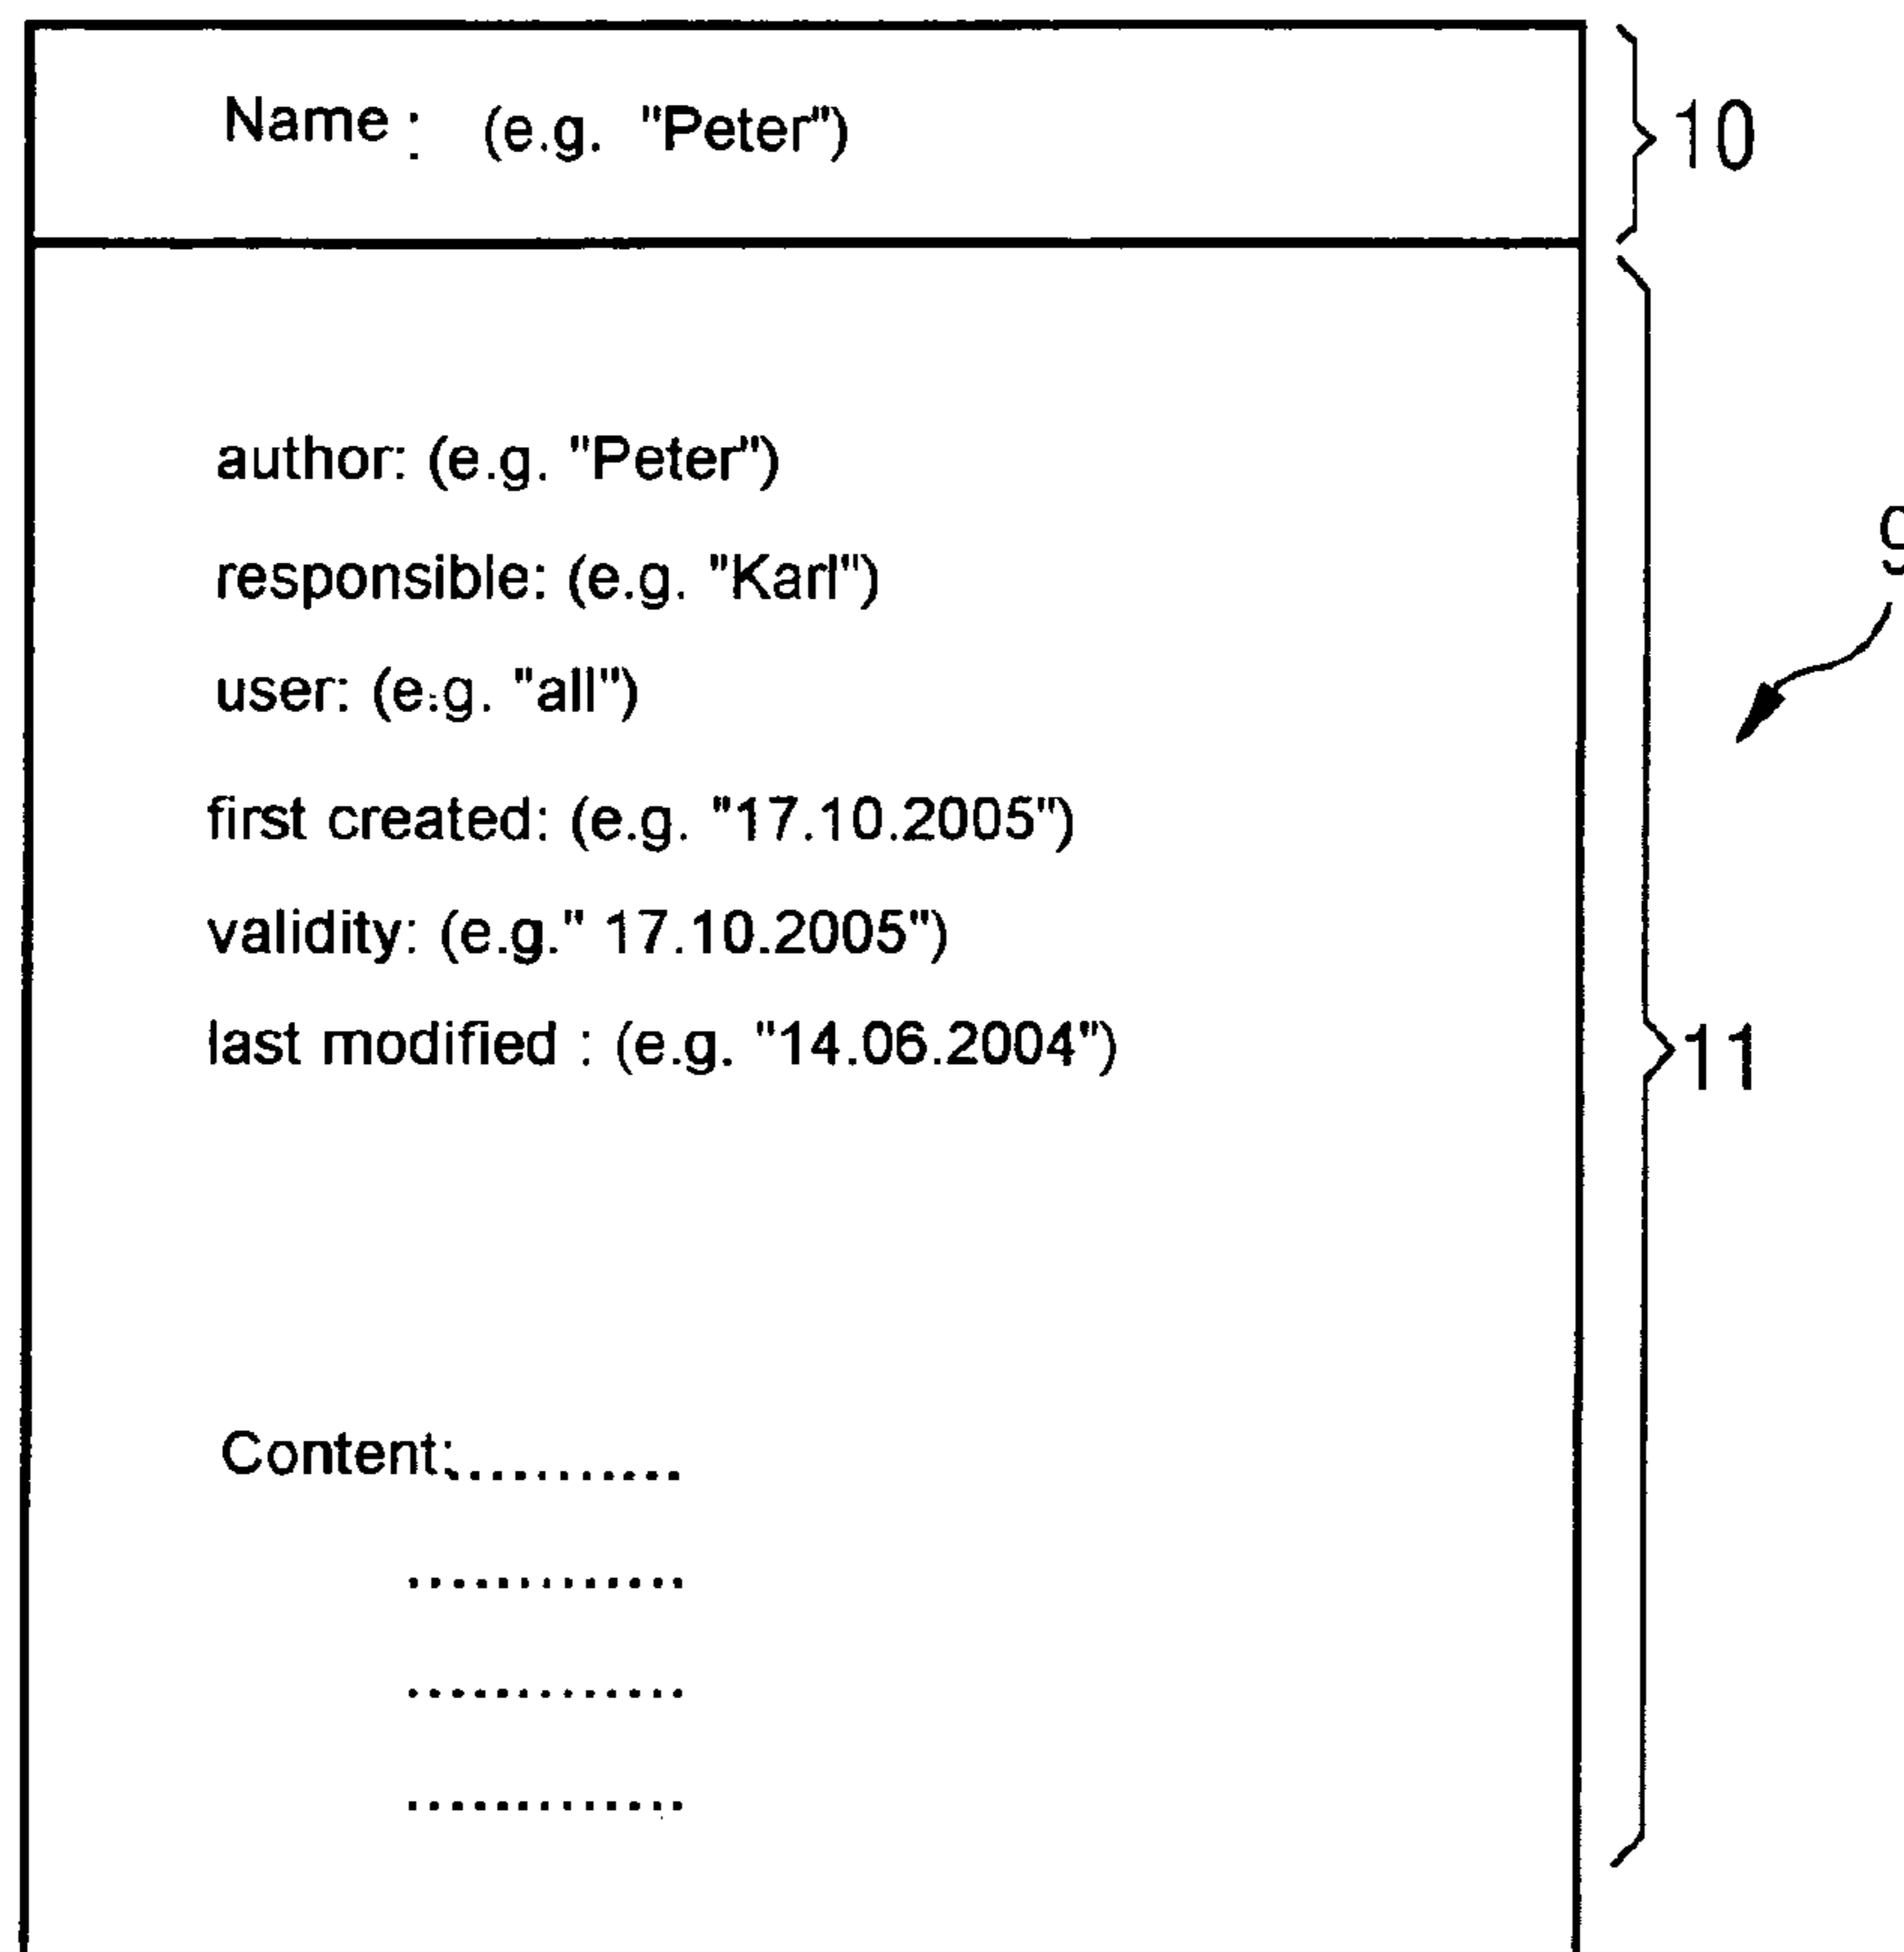 Name : (e.g. "Peter")
10
author: (e.g. "Peter")
responsible: (e.g. "Karl")
9
user: (e.g. "all")
first created: (e.g. "17.10.2005")
validity: (e.g." 17.10.2005")
last modified : (e.g. "14.06.2004")
11
Content:...........
.............
.............
.............